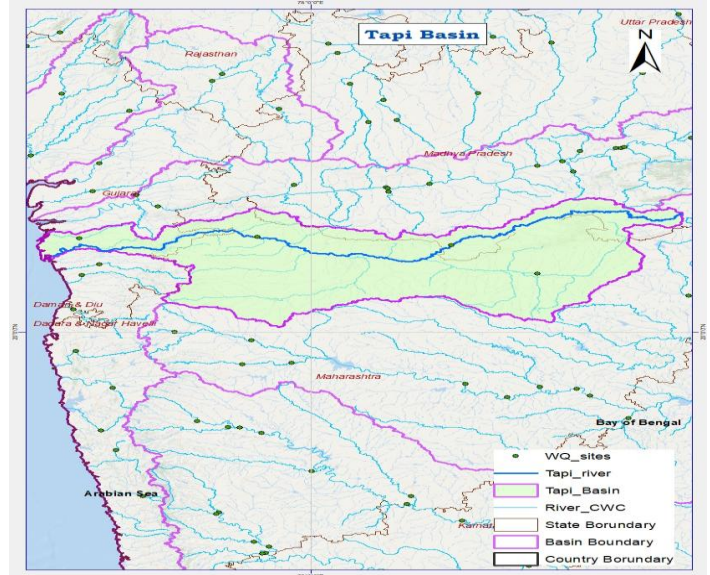 Uttar Pradesh
Tapi Basin
N
Rajasthan
Madhya Pradesh
Gujarat
Daman & Diu
Dadara & Nagar Haveli
Maharashtra
Bay of Bengal
Arabian Sea
WQ_sites
Tapi_river
Tapi_Basin
River_CWC
State Borundary
Basin Boundary
Country Borundary